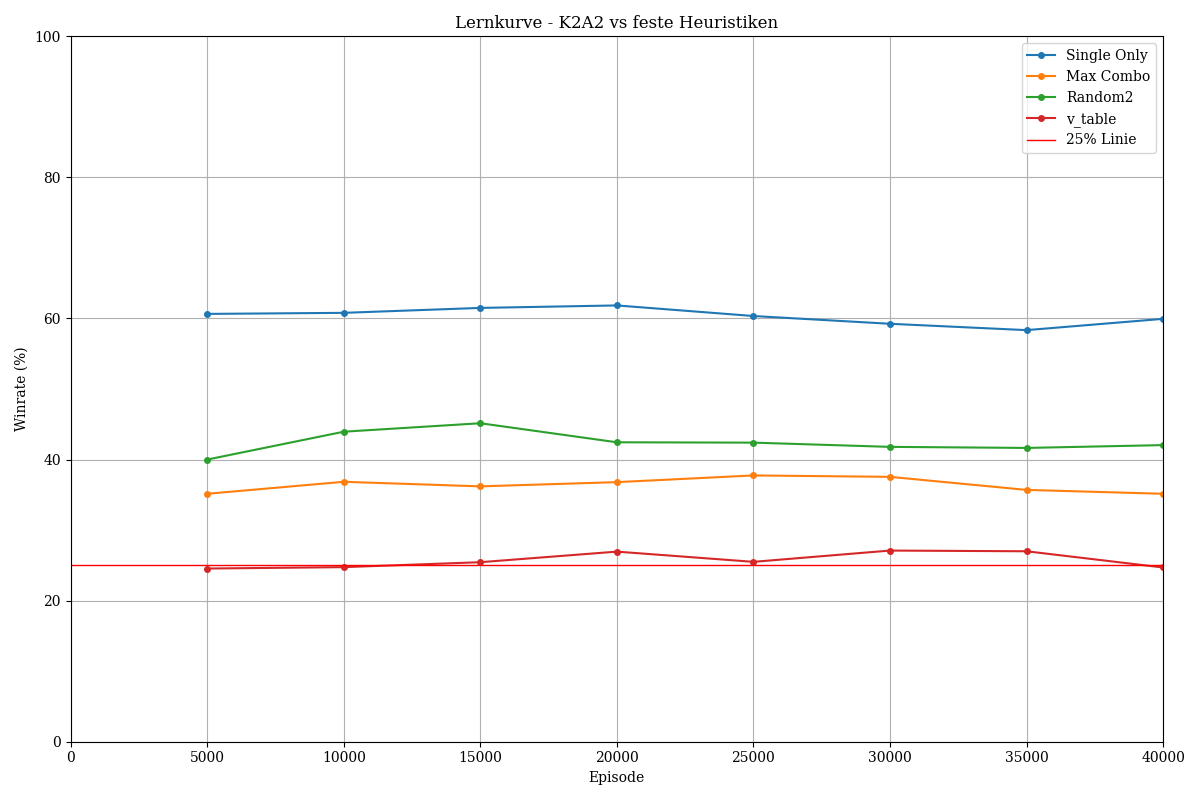 Lernkurve - K2A2 vs feste Heuristiken
100
80
60
40
20
0
Winrate (%)
Single Only
Max Combo
Random2
v_table
25% Linie
0 5000 10000 15000 20000 25000 30000 35000 40000
Episode